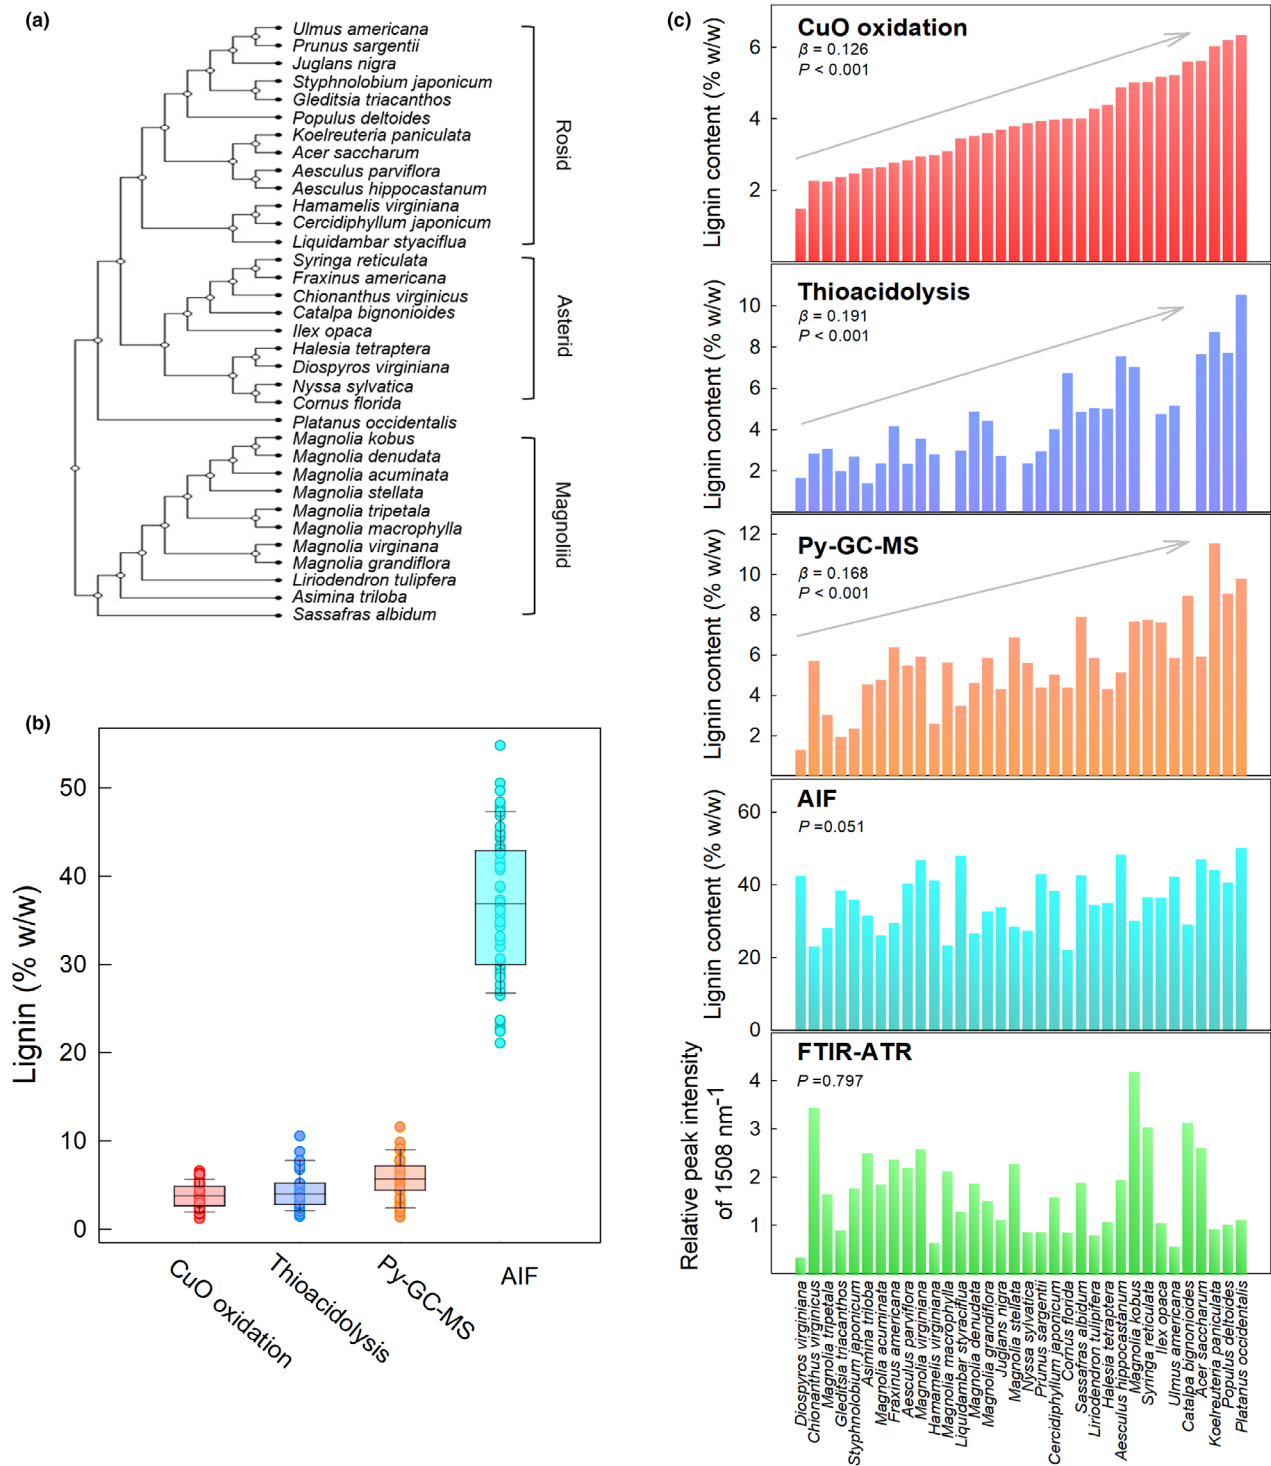 (a)
Ulmus americana
Prunus sargentii
Juglans nigra
Styphnolobium japonicum
Gleditsia triacanthos
Populus deltoides
Koelreuteria paniculata
Acer saccharum
Aesculus parviflora
Aesculus hippocastanum
Hamamelis virginiana
Cercidiphyllum japonicum
Liquidambar styaciflua
Rosid
Syringa reticulata
Fraxinus americana
Chionanthus virginicus
Catalpa bignonioides
Ilex opaca
Halesia tetraptera
Diospyros virginiana
Nyssa sylvatica
Cornus florida
Asterid
Platanus occidentalis
Magnolia kobus
Magnolia denudata
Magnolia acuminata
Magnolia stellata
Magnolia tripetala
Magnolia macrophylla
Magnolia virginana
Magnolia grandiflora
Liriodendron tulipfera
Asimina triloba
Sassafras albidum
Magnoliid
(b)
Lignin (% w/w)
50
40
30
20
10
0
CuO oxidation
Thioacidolysis
Py-GC-MS
AIF
(c)
CuO oxidation
β = 0.126
P < 0.001
Lignin content (% w/w)
6
4
2
Thioacidolysis
β = 0.191
P < 0.001
Lignin content (% w/w)
10
8
6
4
2
Py-GC-MS
β = 0.168
P < 0.001
Lignin content (% w/w)
12
10
8
6
4
2
AIF
P =0.051
Lignin content (% w/w)
60
40
20
0
FTIR-ATR
P =0.797
Relative peak intensity
of 1508 nm-1
4
3
2
1
Diospyros virginiana
Chionanthus virginicus
Magnolia tripetala
Gleditsia triacanthos
Styphnolobium japonicum
Asimina triloba
Magnolia acuminata
Fraxinus americana
Aesculus parviflora
Magnolia virginiana
Hamamelis virginiana
Magnolia macrophylla
Liquidambar styraciflua
Magnolia denudata
Magnolia grandiflora
Juglans nigra
Magnolia stellata
Nyssa sylvatica
Prunus sargentii
Cercidiphyllum japonicum
Cornus florida
Sassafras albidum
Liriodendron tulipifera
Halesia tetraptera
Aesculus hippocastanum
Magnolia kobus
Syringa reticulata
Ilex opaca
Ulmus americana
Catalpa bignonioides
Acer saccharum
Koelreuteria paniculata
Populus deltoides
Platanus occidentalis